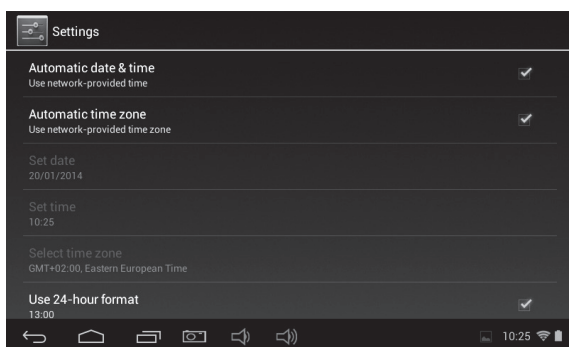 Settings
Automatic date & time
Use network-provided time
Automatic time zone
Use network-provided time zone
Set date
20/01/2014
Set time
10:25
Select time zone
GMT+02:00, Eastern European Time
Use 24-hour format
13:00
10:25